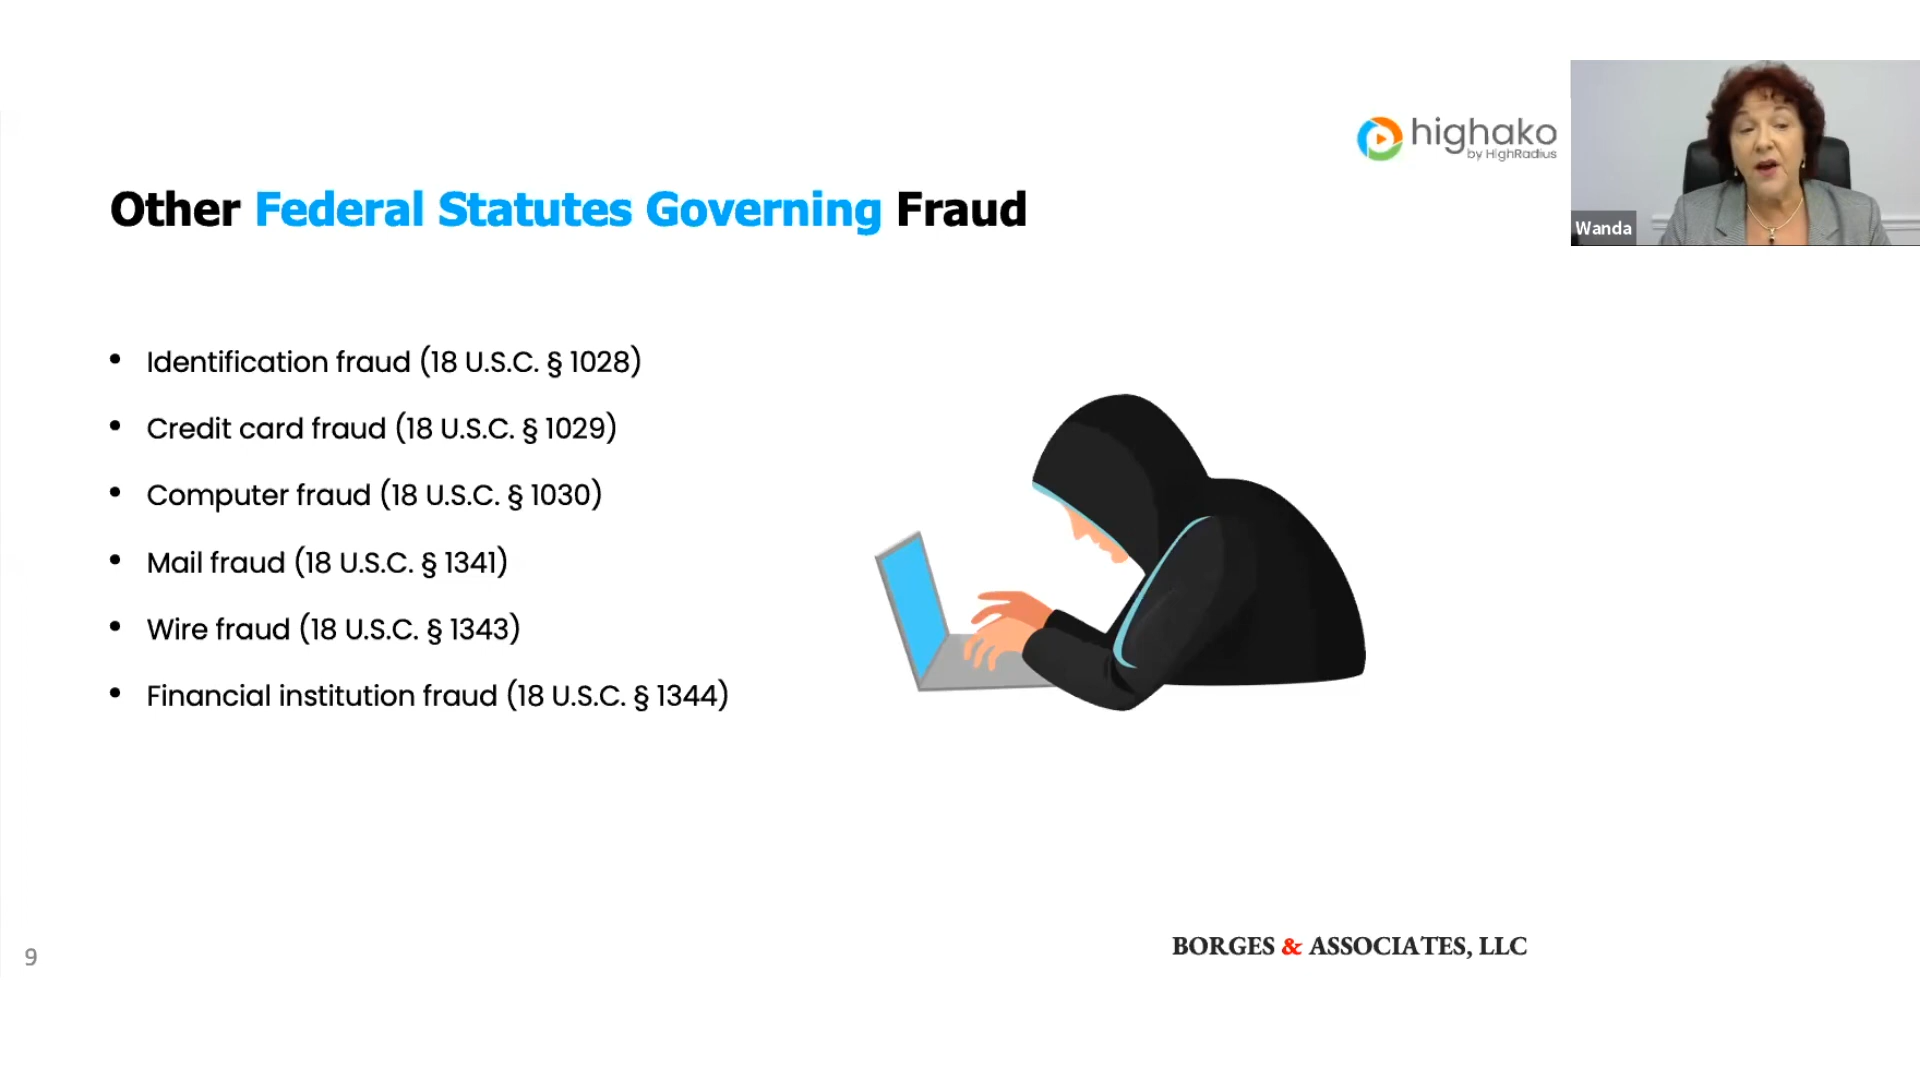 highako
by HighRadius
Wanda
Other Federal Statutes Governing Fraud
• Identification fraud (18 U.S.C. § 1028)
• Credit card fraud (18 U.S.C. § 1029)
• Computer fraud (18 U.S.C. § 1030)
• Mail fraud (18 U.S.C. § 1341)
• Wire fraud (18 U.S.C. § 1343)
• Financial institution fraud (18 U.S.C. § 1344)
BORGES & ASSOCIATES, LLC
9